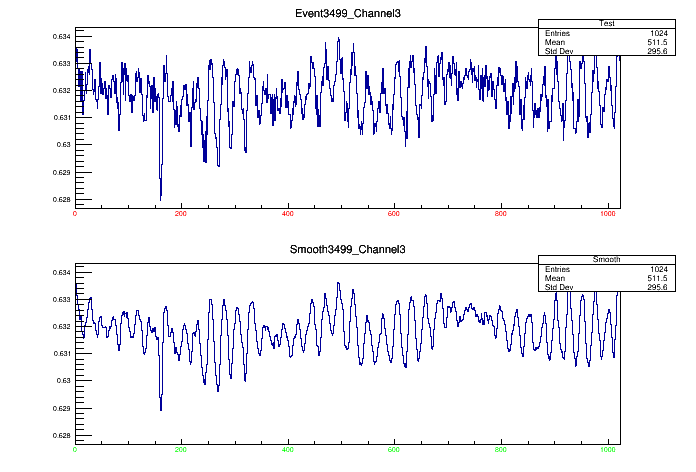 Event3499_Channel3
Test
Entries 1024
Mean 511.5
Std Dev 295.6
0.634
0.633
0.632
0.631
0.63
0.629
0.628
0 200 400 600 800 1000
Smooth3499_Channel3
Smooth
Entries 1024
Mean 511.5
Std Dev 295.6
0.634
0.633
0.632
0.631
0.63
0.629
0.628
0 200 400 600 800 1000